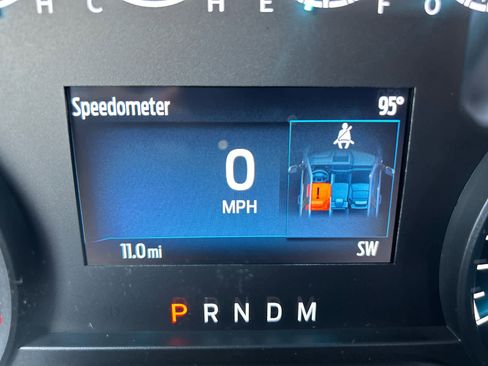 H C H E F O
Speedometer 95°
0
MPH
!
11.0 mi SW
P R N D M